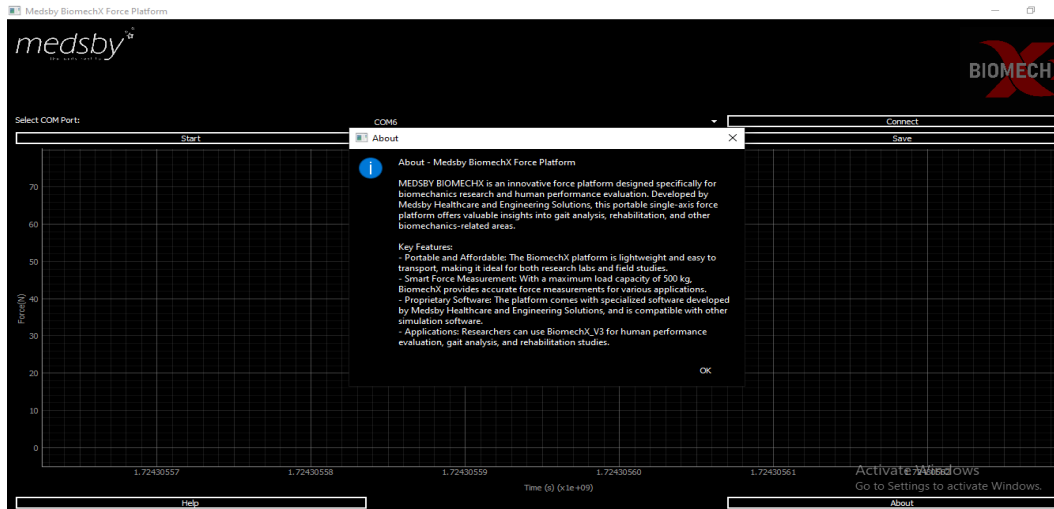 Medsby BiomechX Force Platform
medsby
BIOMECH
Select COM Port:
COM6
Connect
Start
Save
About
About - Medsby BiomechX Force Platform
MEDSBY BIOMECHX is an innovative force platform designed specifically for
biomechanics research and human performance evaluation. Developed by
Medsby Healthcare and Engineering Solutions, this portable single-axis force
platform offers valuable insights into gait analysis, rehabilitation, and other
biomechanics-related areas.
Key Features:
- Portable and Affordable: The BiomechX platform is lightweight and easy to
transport, making it ideal for both research labs and field studies.
- Smart Force Measurement: With a maximum load capacity of 500 kg,
BiomechX provides accurate force measurements for various applications.
- Proprietary Software: The platform comes with specialized software developed
by Medsby Healthcare and Engineering Solutions, and is compatible with other
simulation software.
- Applications: Researchers can use BiomechX_V3 for human performance
evaluation, gait analysis, and rehabilitation studies.
OK
Force(N)
70
60
50
40
30
20
10
0
1.72430557
1.72430558
1.72430559
1.72430560
1.72430561
Time (s) (x1e+09)
Activate Windows
Go to Settings to activate Windows.
Help
About